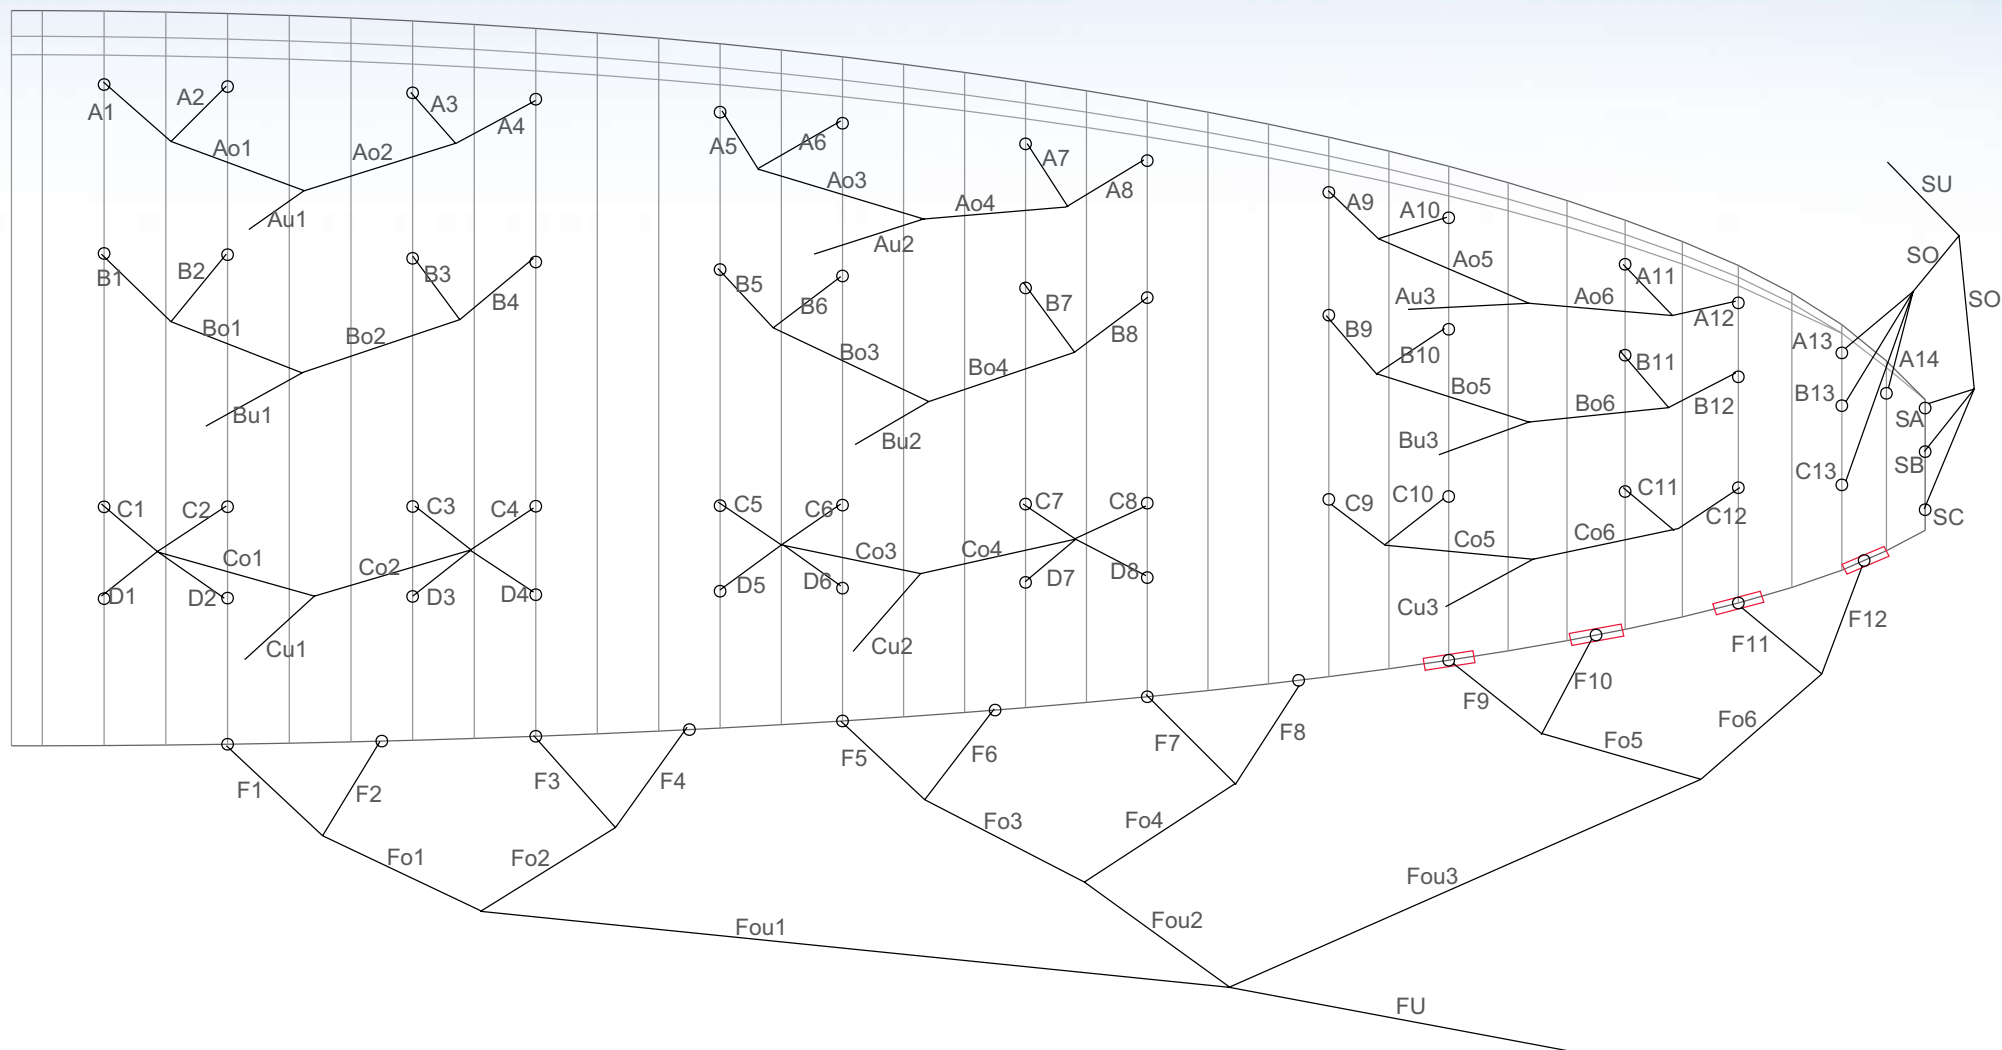 A1 A2 A3 A4
Ao1 Ao2
Au1
A5 A6 A7 A8
Ao3 Ao4
Au2
A9 A10 A11 A12
Ao5 Ao6
Au3
SU
SO
SO
A13 A14
B1 B2 B3 B4
Bo1 Bo2
Bu1
B5 B6 B7 B8
Bo3 Bo4
Bu2
B9 B10 B11 B12
Bo5 Bo6
Bu3
B13
SA
SB
C1 C2 C3 C4
Co1 Co2
D1 D2 D3 D4
Cu1
C5 C6 C7 C8
Co3 Co4
D5 D6 D7 D8
Cu2
C9 C10 C11 C12
Co5 Co6
Cu3
C13
SC
F1 F2 F3 F4
Fo1 Fo2
F5 F6 F7 F8
Fo3 Fo4
F9 F10 F11 F12
Fo5 Fo6
Fou1 Fou2 Fou3
FU